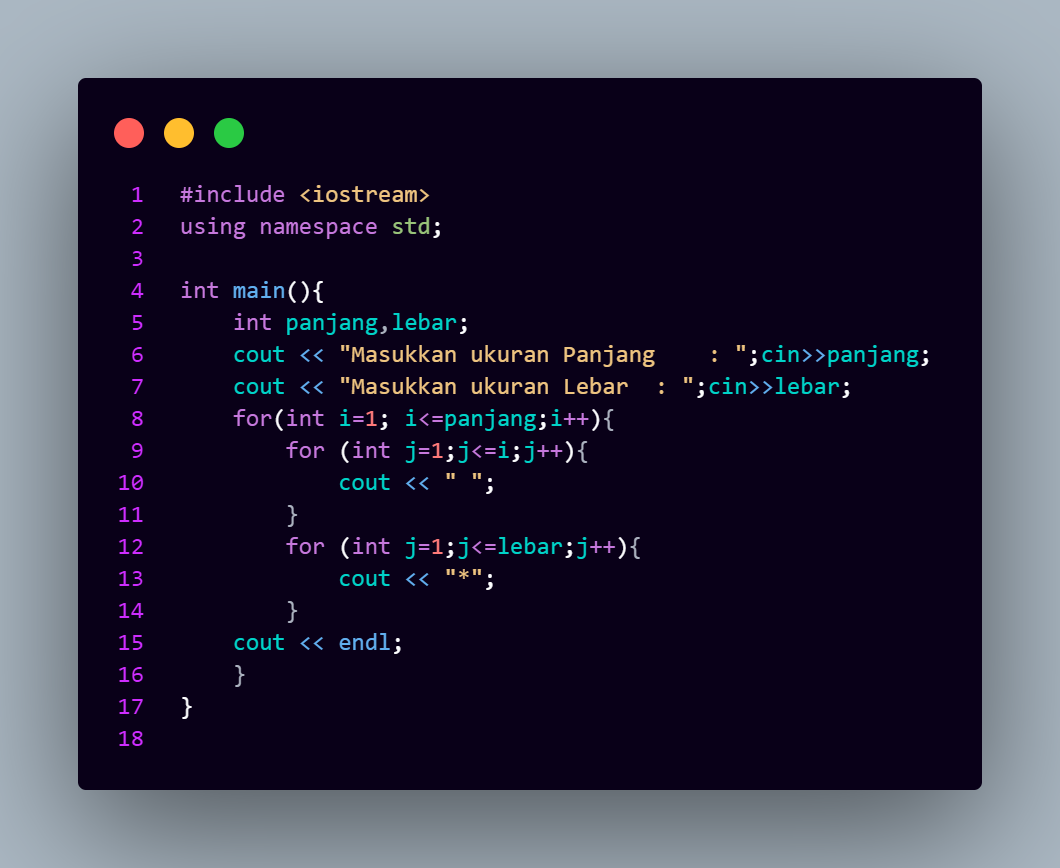 1 #include <iostream>
2 using namespace std;
3
4 int main(){
5     int panjang,lebar;
6     cout << "Masukkan ukuran Panjang    : ";cin>>panjang;
7     cout << "Masukkan ukuran Lebar  : ";cin>>lebar;
8     for(int i=1; i<=panjang;i++){
9         for (int j=1;j<=i;j++){
10             cout << " ";
11         }
12         for (int j=1;j<=lebar;j++){
13             cout << "*";
14         }
15     cout << endl;
16     }
17 }
18